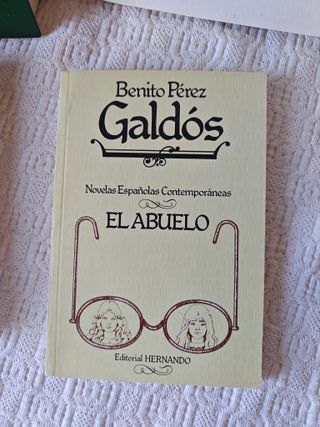 Benito Pérez
Galdós
Novelas Españolas Contemporáneas
EL ABUELO
Editorial HERNANDO